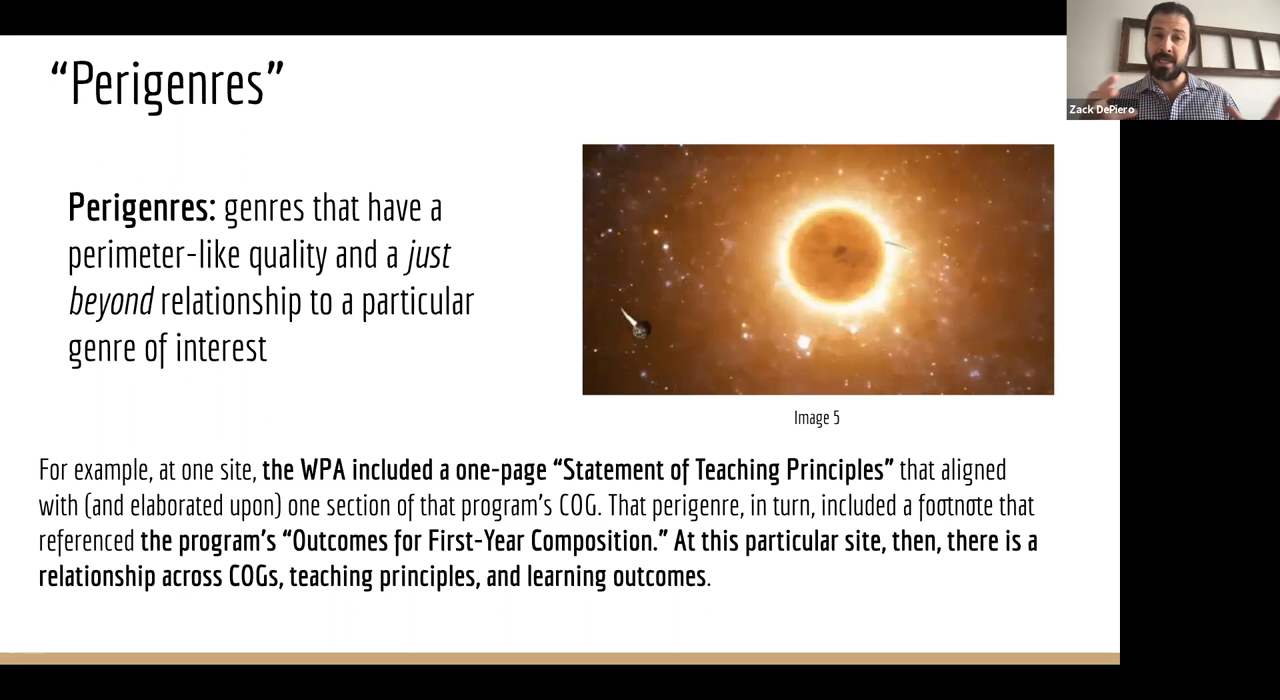 “Perigenres”
Zack DePiero
Perigenres: genres that have a
perimeter-like quality and a just
beyond relationship to a particular
genre of interest
Image 5
For example, at one site, the WPA included a one-page “Statement of Teaching Principles” that aligned
with (and elaborated upon) one section of that program’s COG. That perigenre, in turn, included a footnote that
referenced the program’s “Outcomes for First-Year Composition.” At this particular site, then, there is a
relationship across COGs, teaching principles, and learning outcomes.